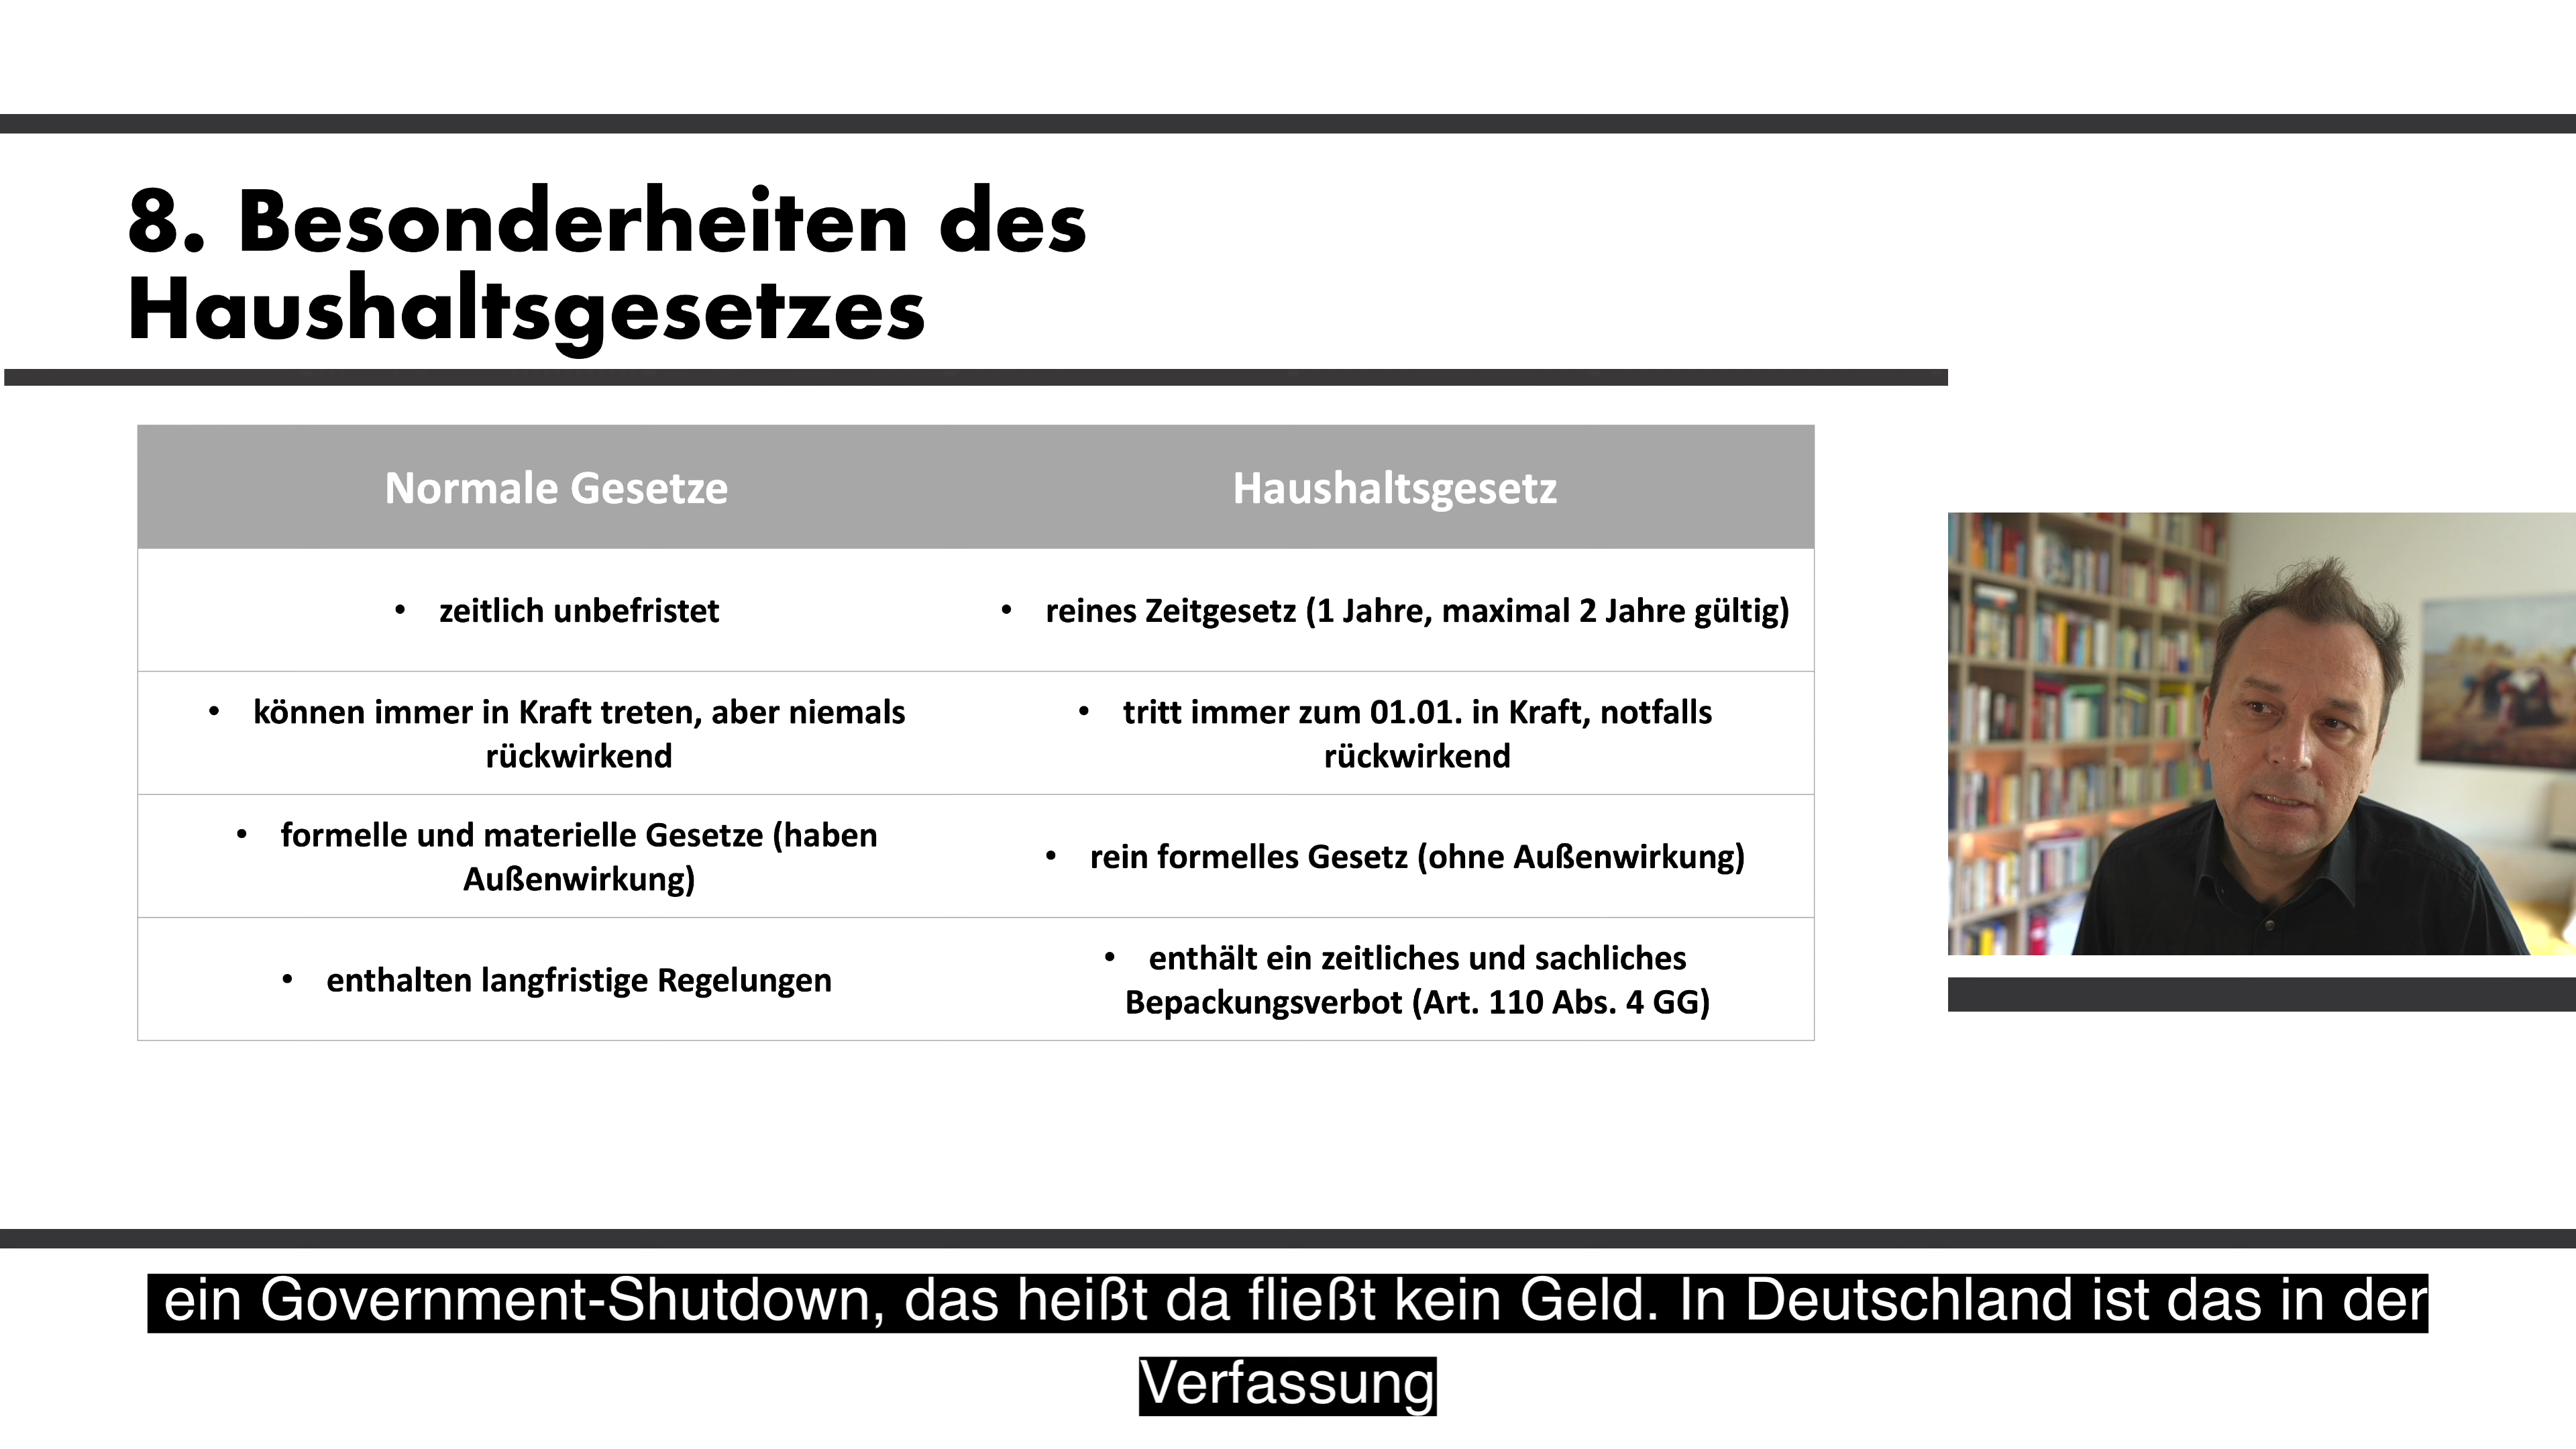 8. Besonderheiten des
Haushaltsgesetzes
Normale Gesetze
Haushaltsgesetz
• zeitlich unbefristet
• reines Zeitgesetz (1 Jahre, maximal 2 Jahre gültig)
• können immer in Kraft treten, aber niemals
rückwirkend
• tritt immer zum 01.01. in Kraft, notfalls
rückwirkend
• formelle und materielle Gesetze (haben
Außenwirkung)
• rein formelles Gesetz (ohne Außenwirkung)
• enthalten langfristige Regelungen
• enthält ein zeitliches und sachliches
Bepackungsverbot (Art. 110 Abs. 4 GG)
ein Government-Shutdown, das heißt da fließt kein Geld. In Deutschland ist das in der
Verfassung